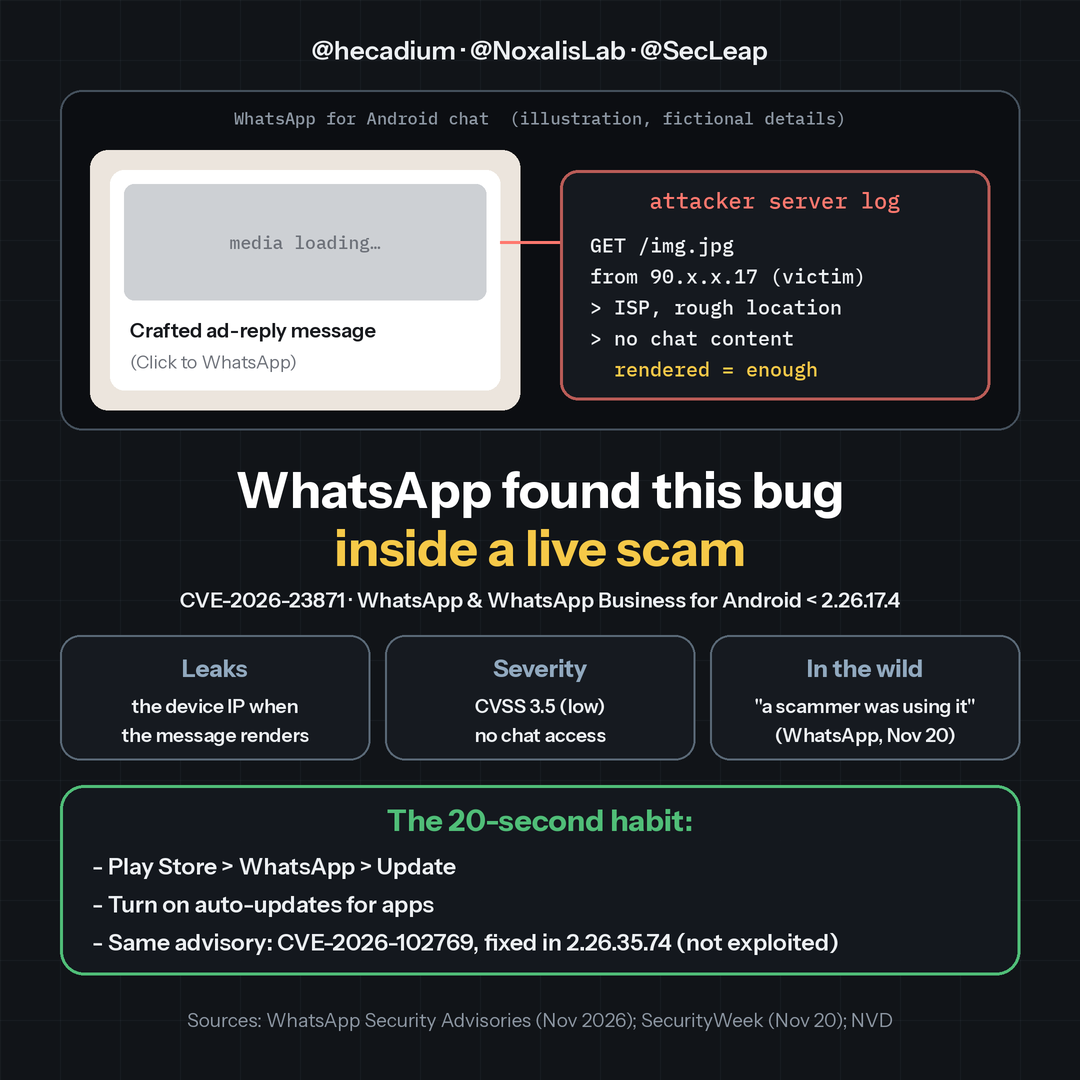 @hecadium · @NoxalisLab · @SecLeap
WhatsApp for Android chat (illustration, fictional details)
media loading…
Crafted ad-reply message
(Click to WhatsApp)
attacker server log
GET /img.jpg
from 90.x.x.17 (victim)
> ISP, rough location
> no chat content
rendered = enough
WhatsApp found this bug
inside a live scam
CVE-2026-23871 · WhatsApp & WhatsApp Business for Android < 2.26.17.4
Leaks
the device IP when
the message renders
Severity
CVSS 3.5 (low)
no chat access
In the wild
"a scammer was using it"
(WhatsApp, Nov 20)
The 20-second habit:
- Play Store > WhatsApp > Update
- Turn on auto-updates for apps
- Same advisory: CVE-2026-102769, fixed in 2.26.35.74 (not exploited)
Sources: WhatsApp Security Advisories (Nov 2026); SecurityWeek (Nov 20); NVD